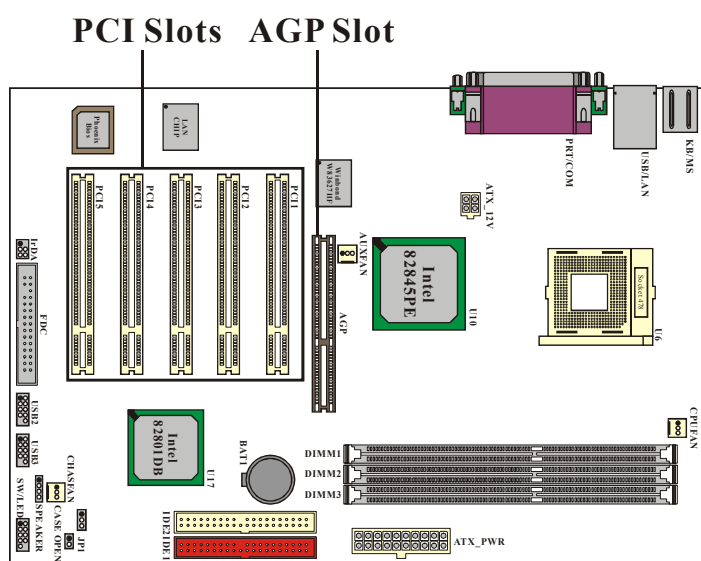 PCI Slots AGP Slot
Phoenix
Bios
LAN
CHIP
PRT/COM
USB/LAN
KB/MS
Winbond
W83627HF
ATX_12V
PCI5
PCI4
PCI3
PCI2
PCI1
IrDA
AUXFAN
Intel
82845PE
U10
Socket 478
U6
FDC
AGP
USB2
CPUFAN
Intel
82801DB
U17
BAT1
DIMM1
DIMM2
DIMM3
USB3
CHASFAN
SW/LED
SPEAKER
CASE OPEN
JP1
IDE2
IDE1
ATX_PWR